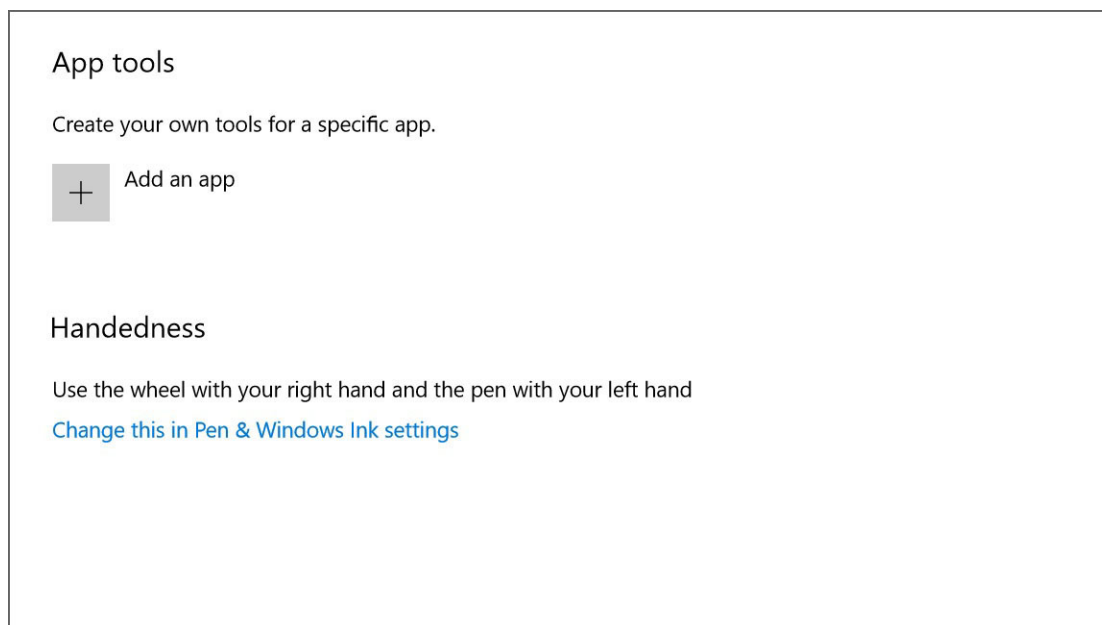 App tools
Create your own tools for a specific app.
Add an app
Handedness
Use the wheel with your right hand and the pen with your left hand
Change this in Pen & Windows Ink settings